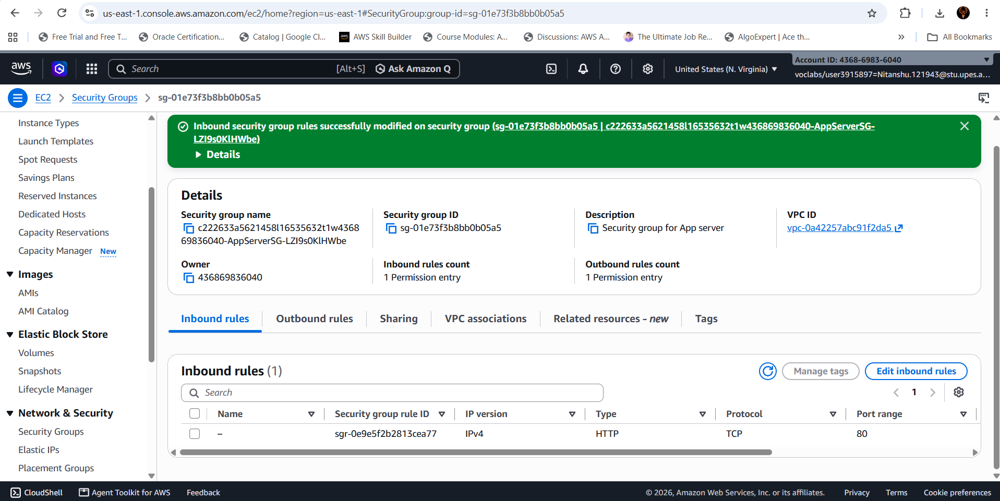 us-east-1.console.aws.amazon.com/ec2/home?region=us-east-1#SecurityGroup:group-id=sg-01e73f3b8bb0b05a5
Free Trial and Free T...
Oracle Certification...
Catalog | Google Cl...
aws
AWS Skill Builder
Course Modules: A...
Discussions: AWS A...
The Ultimate Job Re...
AlgoExpert | Ace th...
All Bookmarks
aws
Search
[Alt+S]
Ask Amazon Q
United States (N. Virginia)
Account ID: 4368-6983-6040
voclabs/user3915897=Nitanshu.121943@stu.upes.a...
EC2
Security Groups
sg-01e73f3b8bb0b05a5
Instance Types
Launch Templates
Spot Requests
Savings Plans
Reserved Instances
Dedicated Hosts
Capacity Reservations
Capacity Manager New
Images
AMIs
AMI Catalog
Elastic Block Store
Volumes
Snapshots
Lifecycle Manager
Network & Security
Security Groups
Elastic IPs
Placement Groups
Inbound security group rules successfully modified on security group (sg-01e73f3b8bb0b05a5 | c222633a5621458l16535632t1w436869836040-AppServerSG-
LZI9s0KlHWbe)
Details
Details
Security group name
c222633a5621458l16535632t1w4368
69836040-AppServerSG-LZI9s0KlHWbe
Security group ID
sg-01e73f3b8bb0b05a5
Description
Security group for App server
VPC ID
vpc-0a42257abc91f2da5
Owner
436869836040
Inbound rules count
1 Permission entry
Outbound rules count
1 Permission entry
Inbound rules
Outbound rules
Sharing
VPC associations
Related resources - new
Tags
Inbound rules (1)
Manage tags
Edit inbound rules
Search
1
Name
Security group rule ID
IP version
Type
Protocol
Port range
–
sgr-0e9e5f2b2813cea77
IPv4
HTTP
TCP
80
CloudShell
Agent Toolkit for AWS
Feedback
© 2026, Amazon Web Services, Inc. or its affiliates.
Privacy
Terms
Cookie preferences